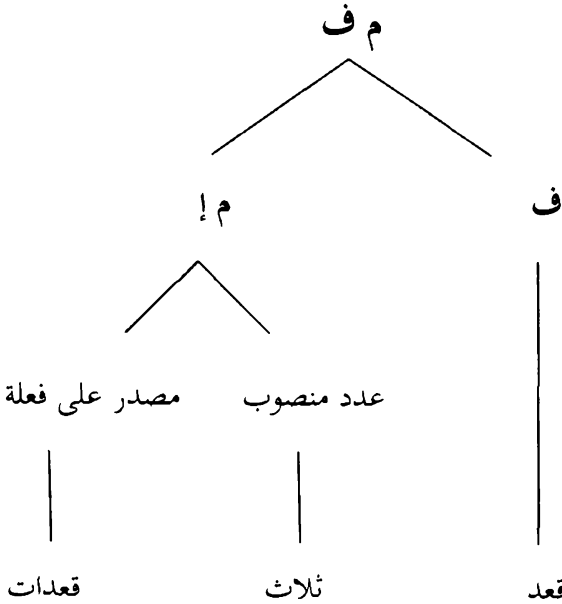 م ف
ف م إ
عدد منصوب مصدر على فعلة
قعد ثلاث قعدات